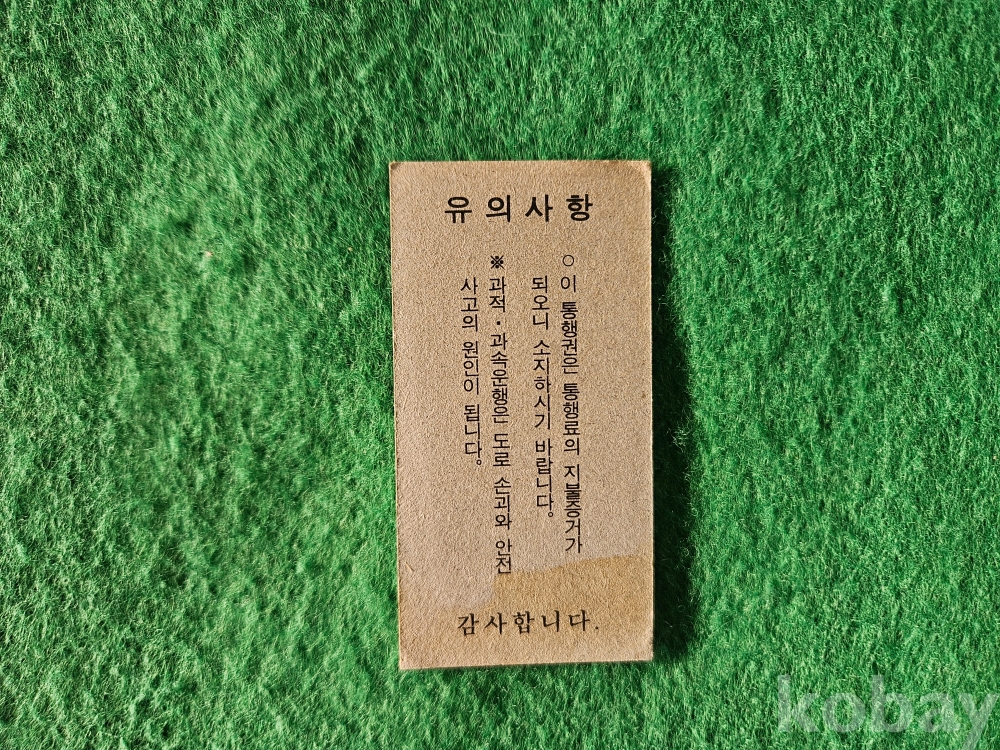 유의사항
○ 이 통행권은 통행료의 지불증거가
되오니 소지하시기 바랍니다.
※ 과적·과속운행은 도로 손괴와 안전
사고의 원인이 됩니다.
감사합니다.
kobay